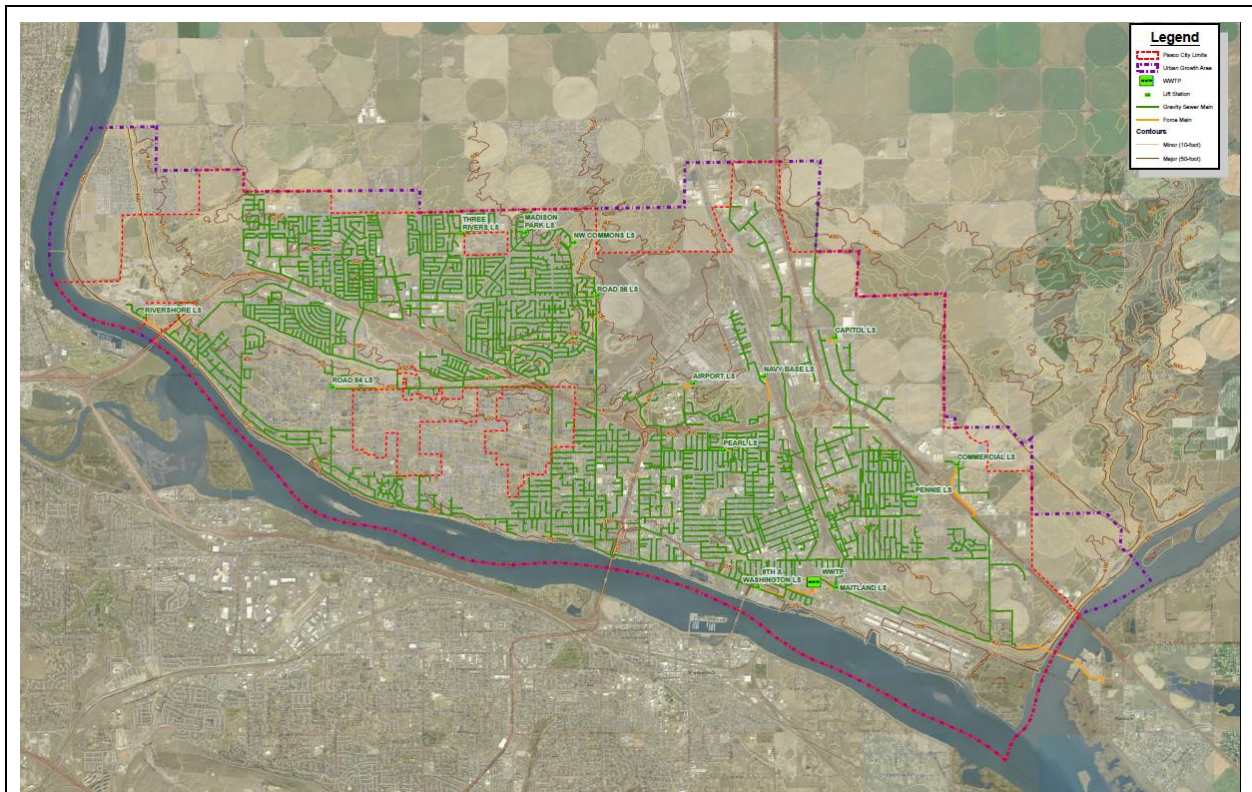 Legend
Pasco City Limits
Urban Growth Area
WWTP
Lift Station
Gravity Sewer Main
Force Main
Contours
Minor (10-foot)
Major (50-foot)
THREE
RIVERS LS
MADISON
PARK LS
NW COMMONS LS
ROAD 36 LS
RIVERSHORE LS
CAPITOL LS
ROAD 84 LS
AIRPORT LS
NAVY BASE LS
PEARL LS
COMMERCIAL LS
PENNIE LS
9TH &
WASHINGTON LS
WWTP
MAITLAND LS